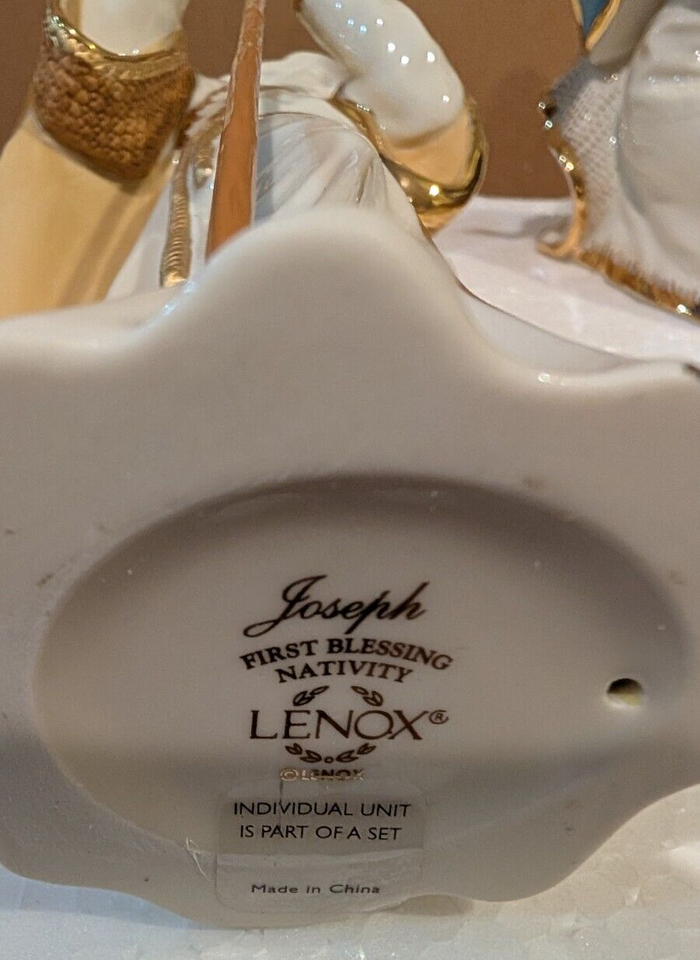 Joseph
FIRST BLESSING
NATIVITY
LENOX®
© LENOX
INDIVIDUAL UNIT
IS PART OF A SET
Made in China